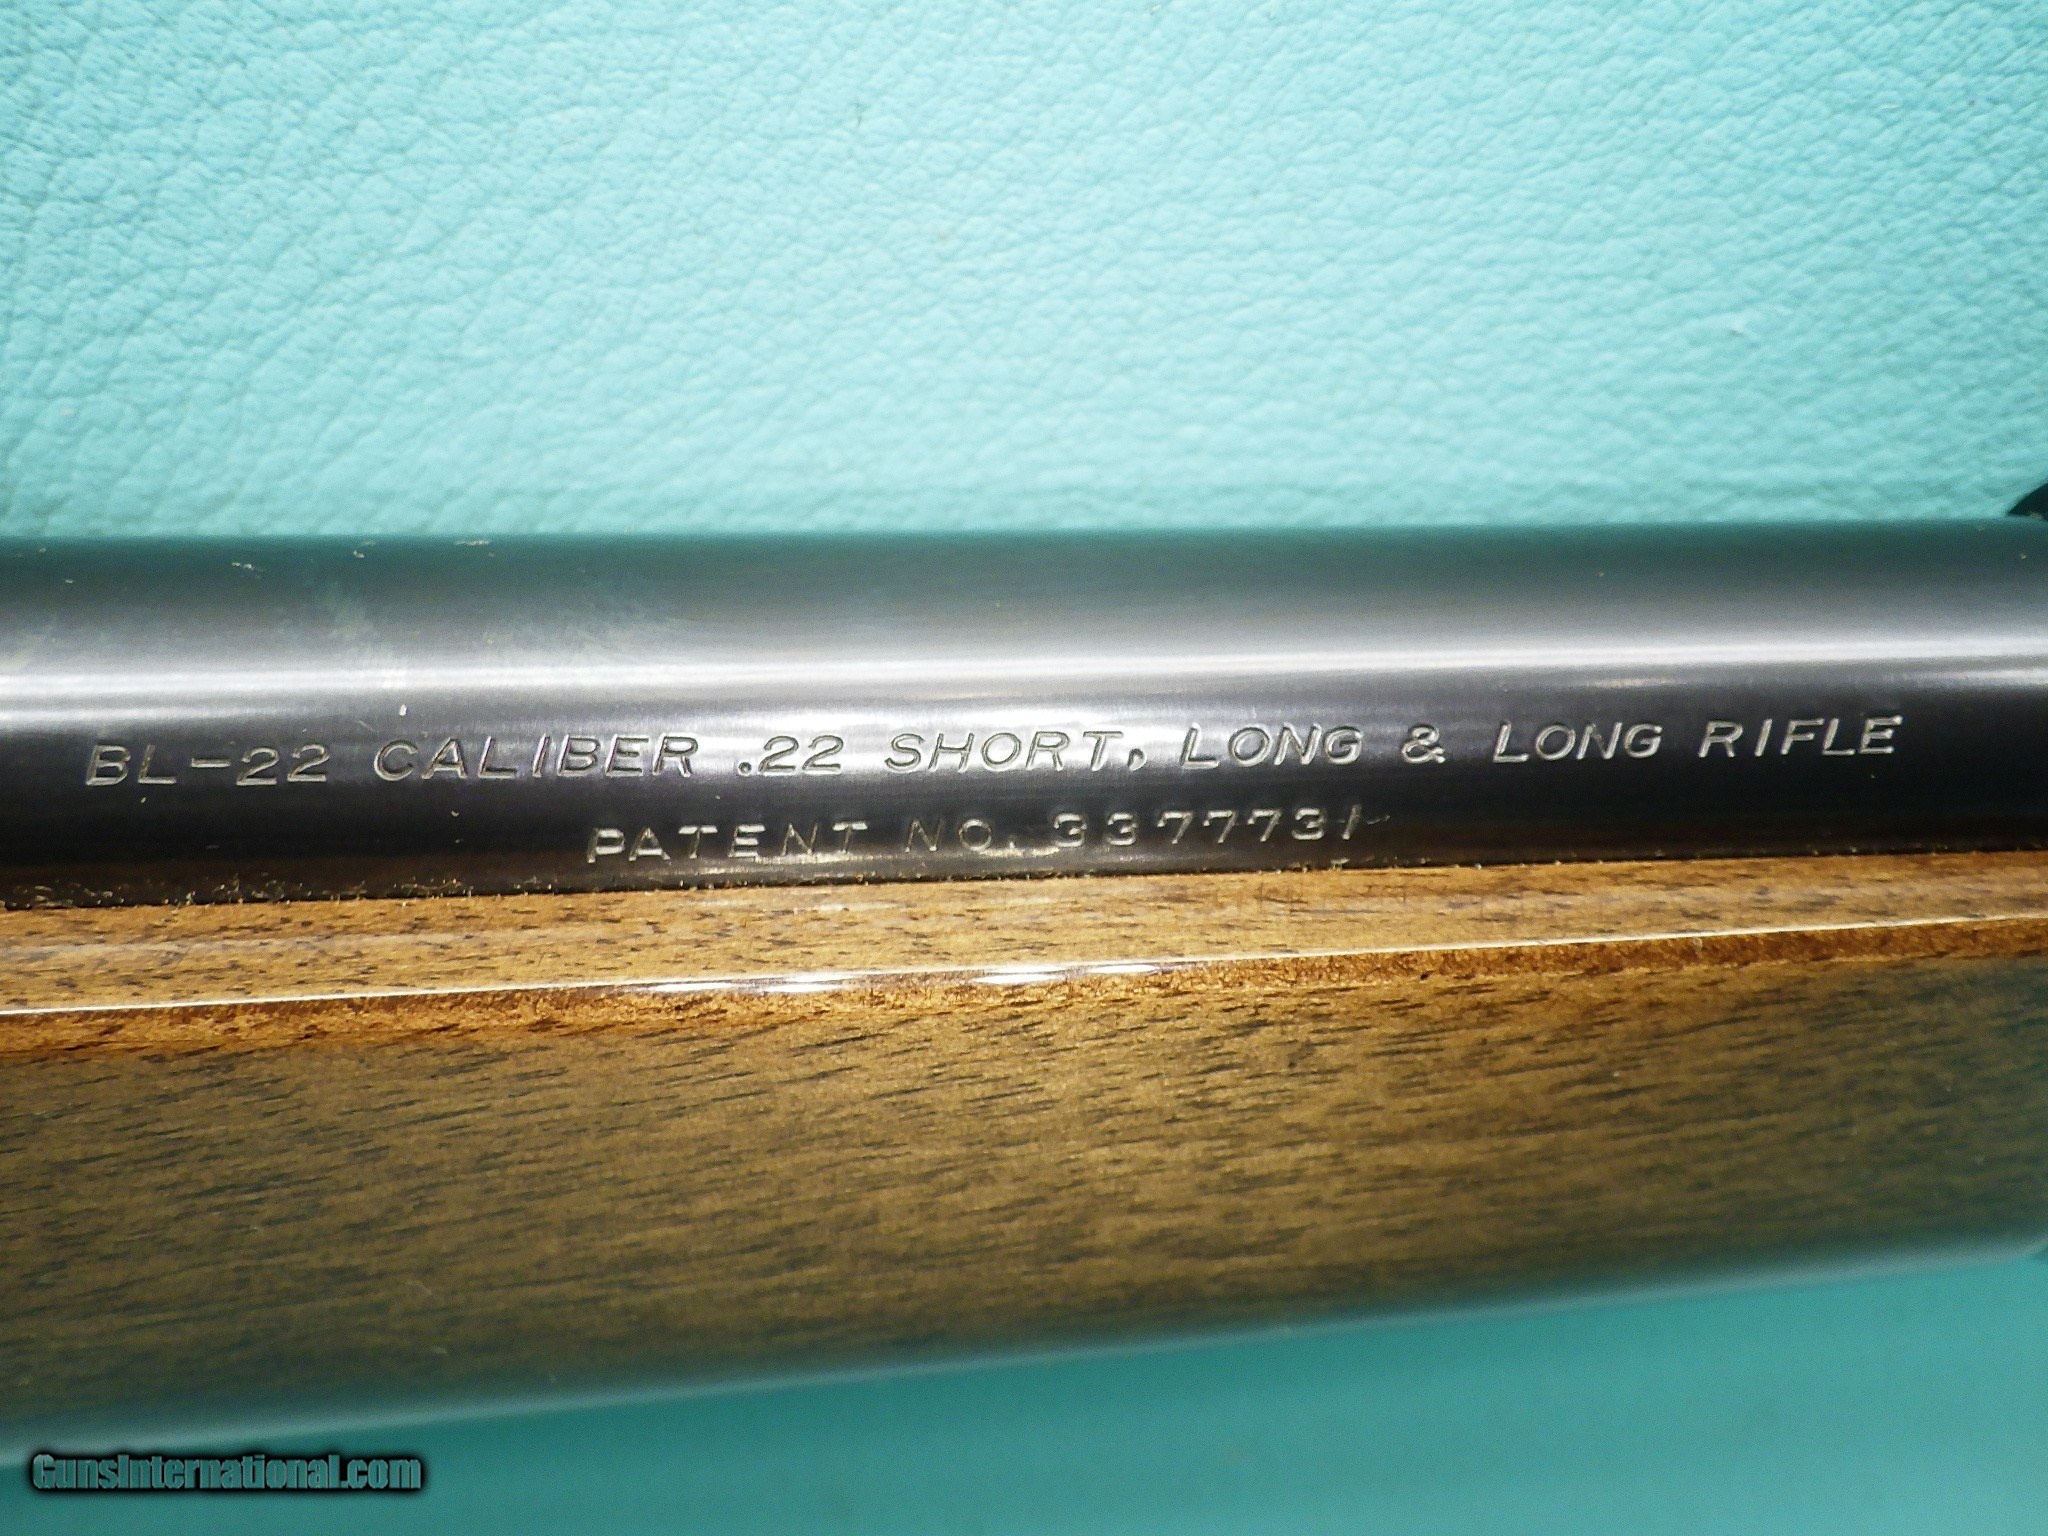 BL-22 CALIBER .22 SHORT, LONG & LONG RIFLE
PATENT NO. 3377731
GunsInternational.com